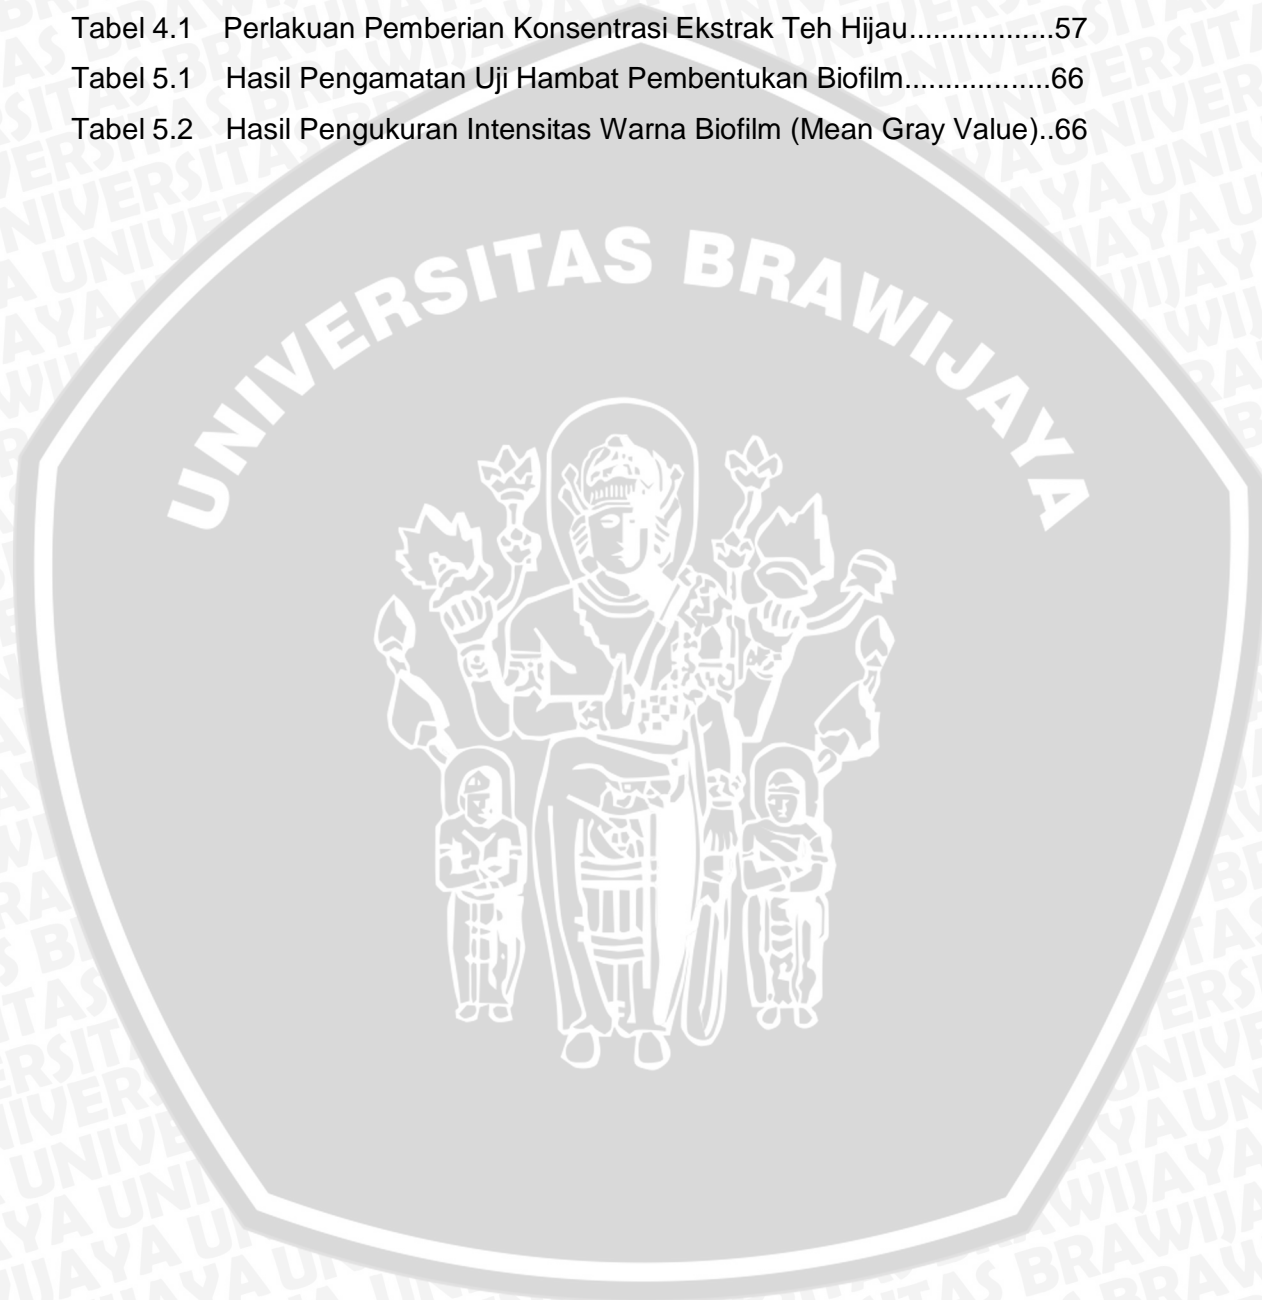 Tabel 4.1 Perlakuan Pemberian Konsentrasi Ekstrak Teh Hijau..................57
Tabel 5.1 Hasil Pengamatan Uji Hambat Pembentukan Biofilm..................66
Tabel 5.2 Hasil Pengukuran Intensitas Warna Biofilm (Mean Gray Value)..66
UNIVERSITAS BRAWIJAYA